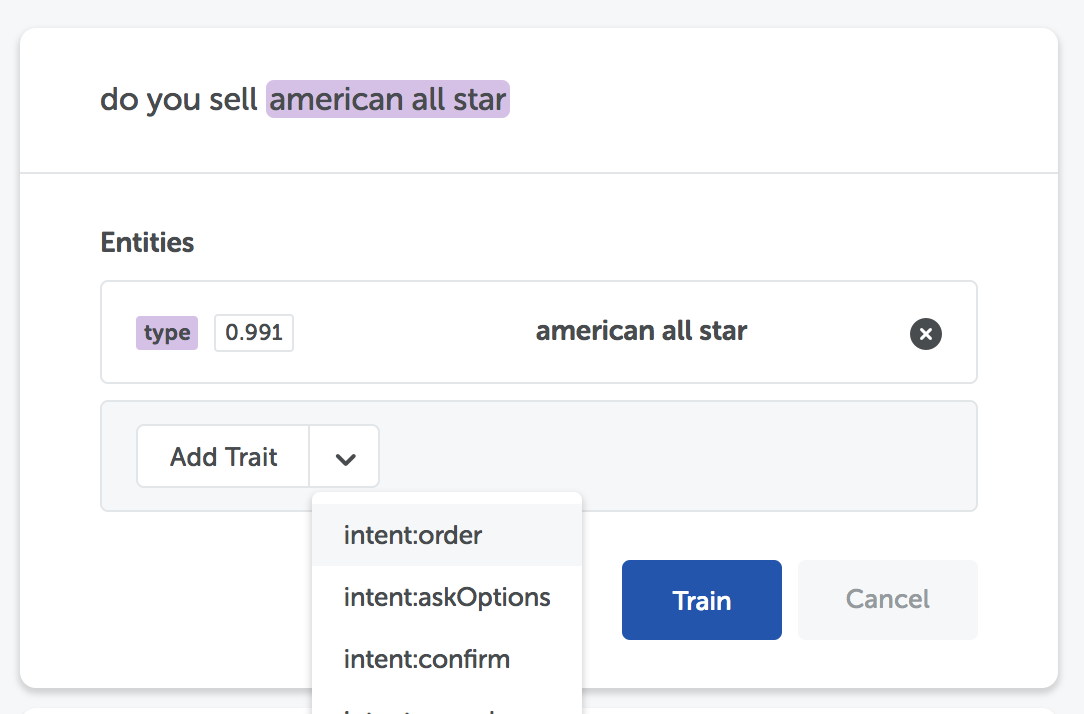 do you sell american all star
Entities
type 0.991 american all star
Add Trait
intent:order
intent:askOptions
intent:confirm
Train
Cancel